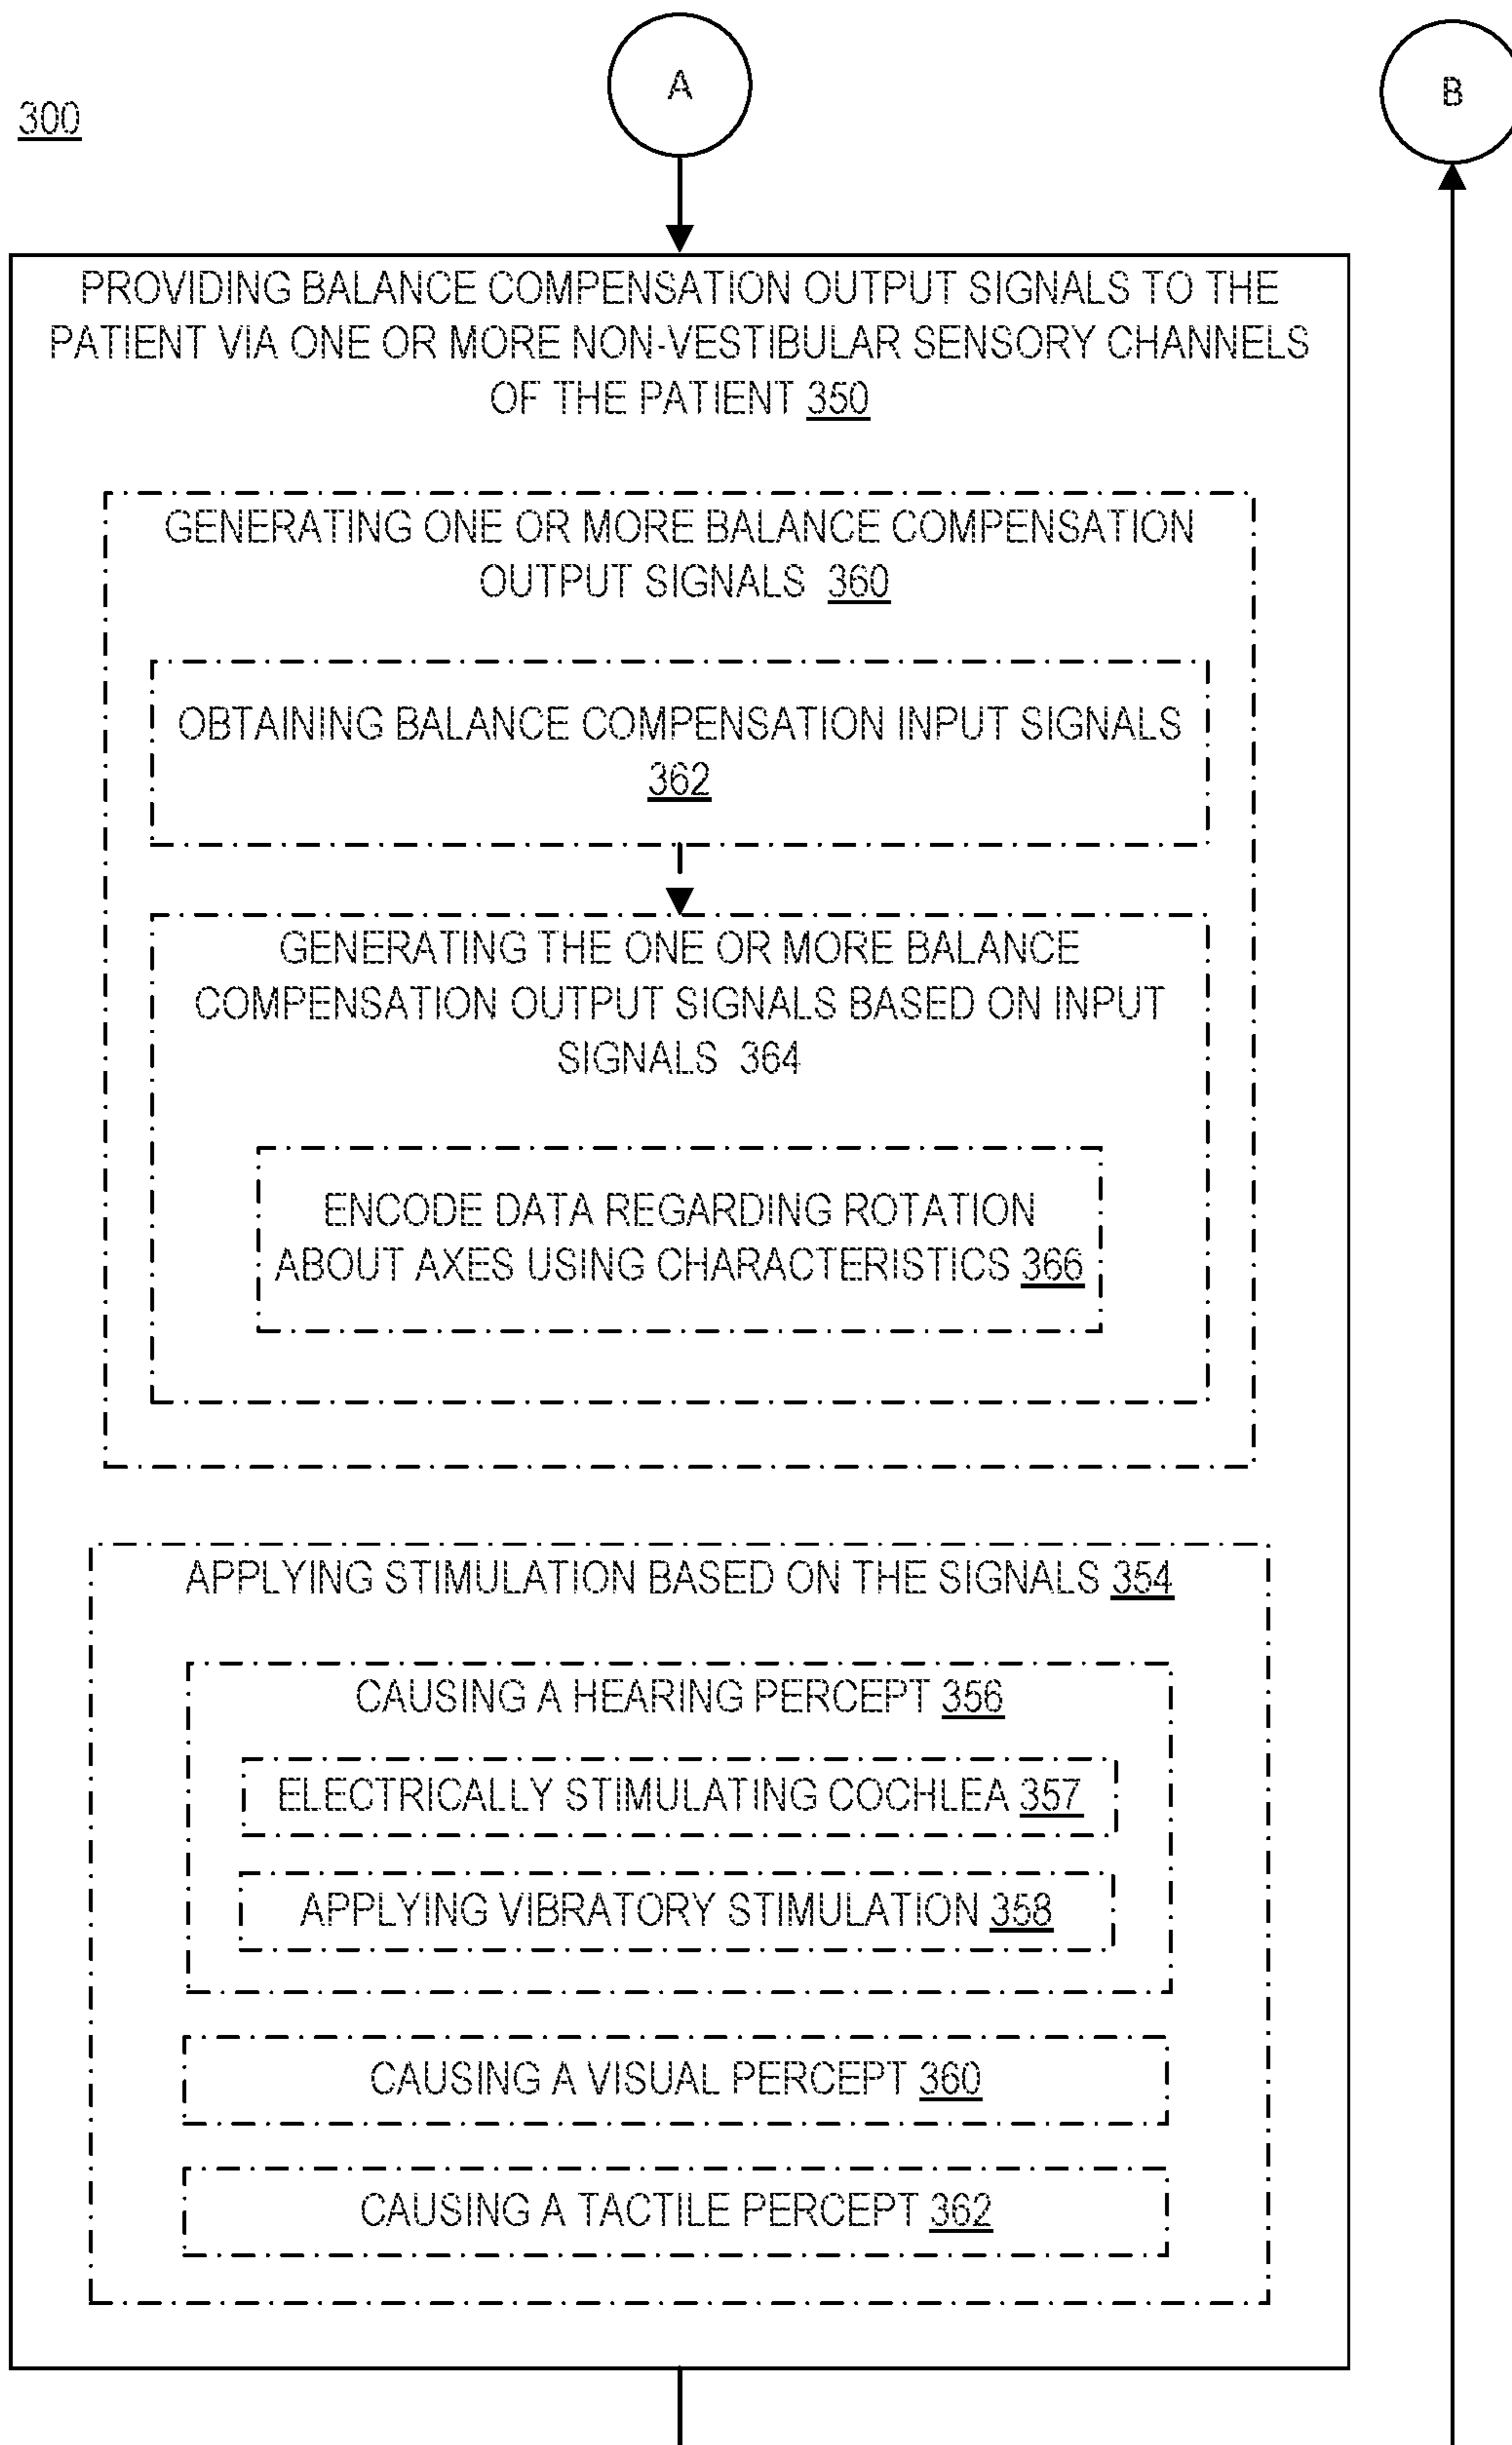 A
B
300
PROVIDING BALANCE COMPENSATION OUTPUT SIGNALS TO THE
PATIENT VIA ONE OR MORE NON-VESTIBULAR SENSORY CHANNELS
OF THE PATIENT 350
GENERATING ONE OR MORE BALANCE COMPENSATION
OUTPUT SIGNALS 360
OBTAINING BALANCE COMPENSATION INPUT SIGNALS
362
GENERATING THE ONE OR MORE BALANCE
COMPENSATION OUTPUT SIGNALS BASED ON INPUT
SIGNALS 364
ENCODE DATA REGARDING ROTATION
ABOUT AXES USING CHARACTERISTICS 366
APPLYING STIMULATION BASED ON THE SIGNALS 354
CAUSING A HEARING PERCEPT 356
ELECTRICALLY STIMULATING COCHLEA 357
APPLYING VIBRATORY STIMULATION 358
CAUSING A VISUAL PERCEPT 360
CAUSING A TACTILE PERCEPT 362